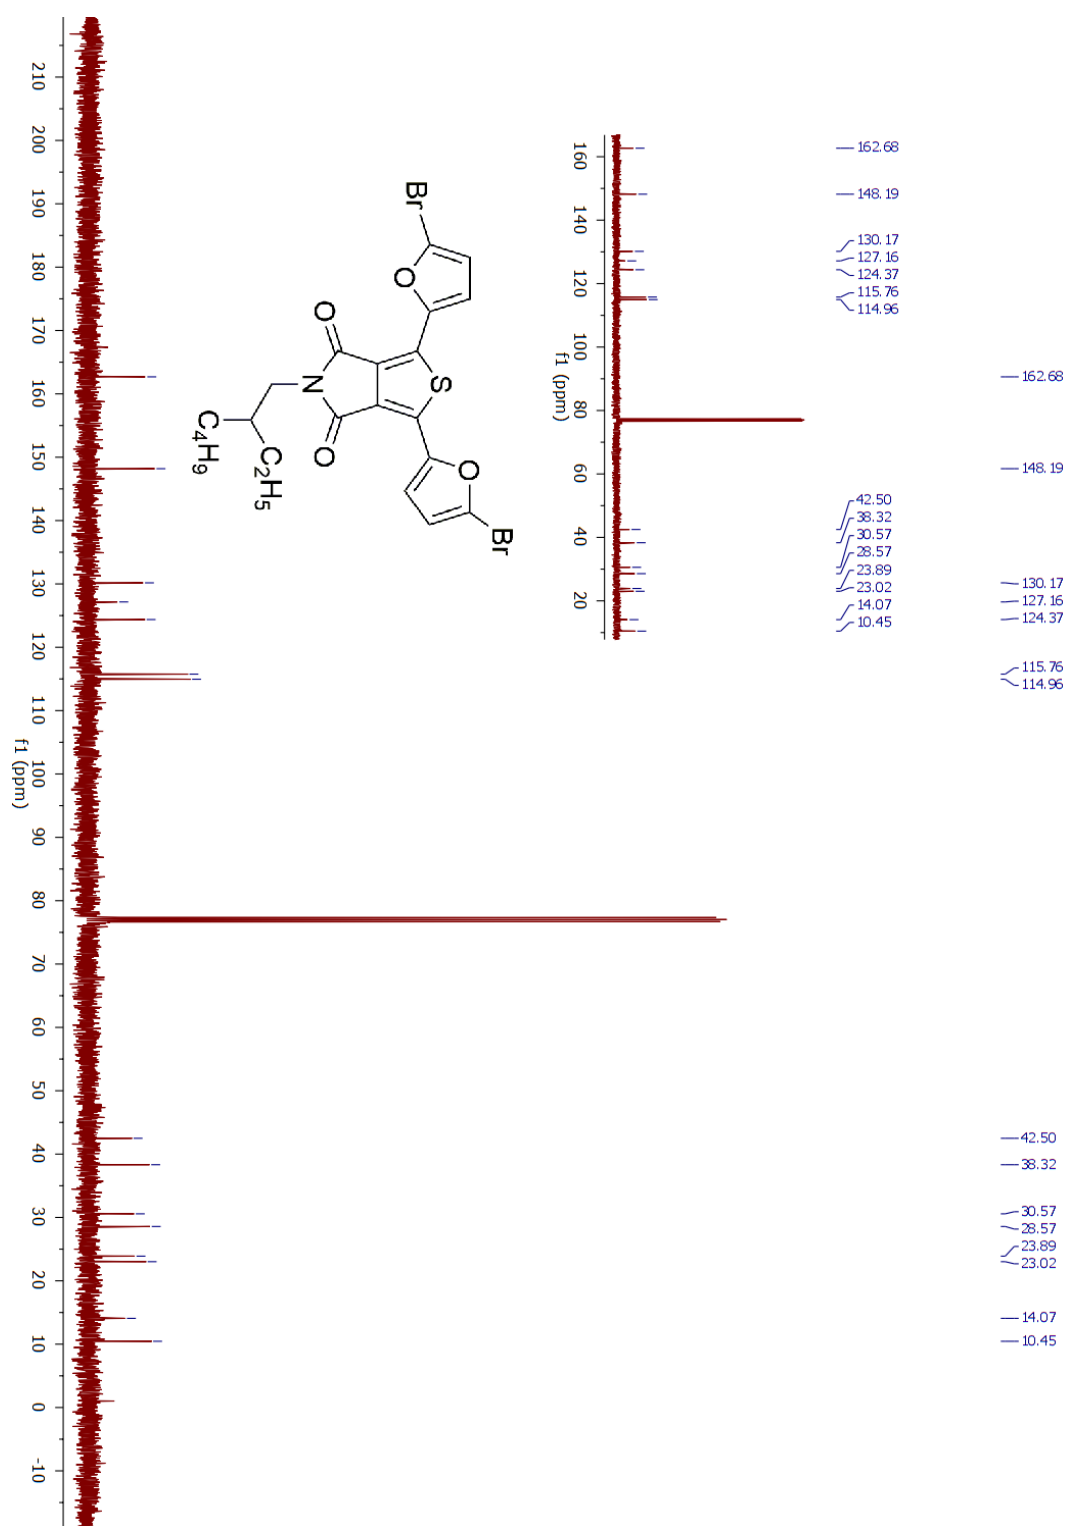 162.68
148.19
130.17
127.16
124.37
115.76
114.96
42.50
38.32
30.57
28.57
23.89
23.02
14.07
10.45
160 140 120 100 80 60 40 20
f1 (ppm)
Br
O
O
N
S
O
O
Br
C4H9
C2H5
162.68
148.19
130.17
127.16
124.37
115.76
114.96
42.50
38.32
30.57
28.57
23.89
23.02
14.07
10.45
210 200 190 180 170 160 150 140 130 120 110 100 90 80 70 60 50 40 30 20 10 0 -10
f1 (ppm)